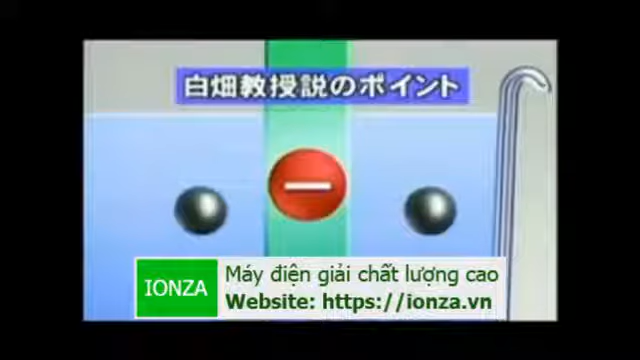 白畑教授説のポイント
IONZA
Máy điện giải chất lượng cao
Website: https://ionza.vn